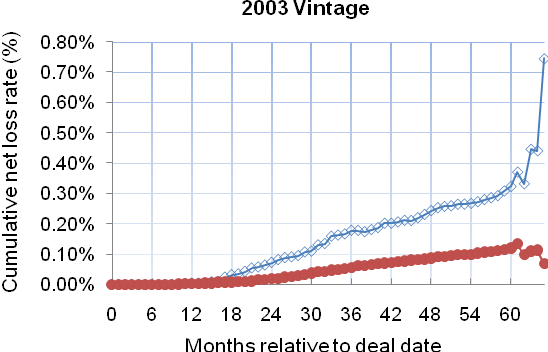 2003 Vintage
Cumulative net loss rate (%)
0.80%
0.70%
0.60%
0.50%
0.40%
0.30%
0.20%
0.10%
0.00%
0 6 12 18 24 30 36 42 48 54 60
Months relative to deal date